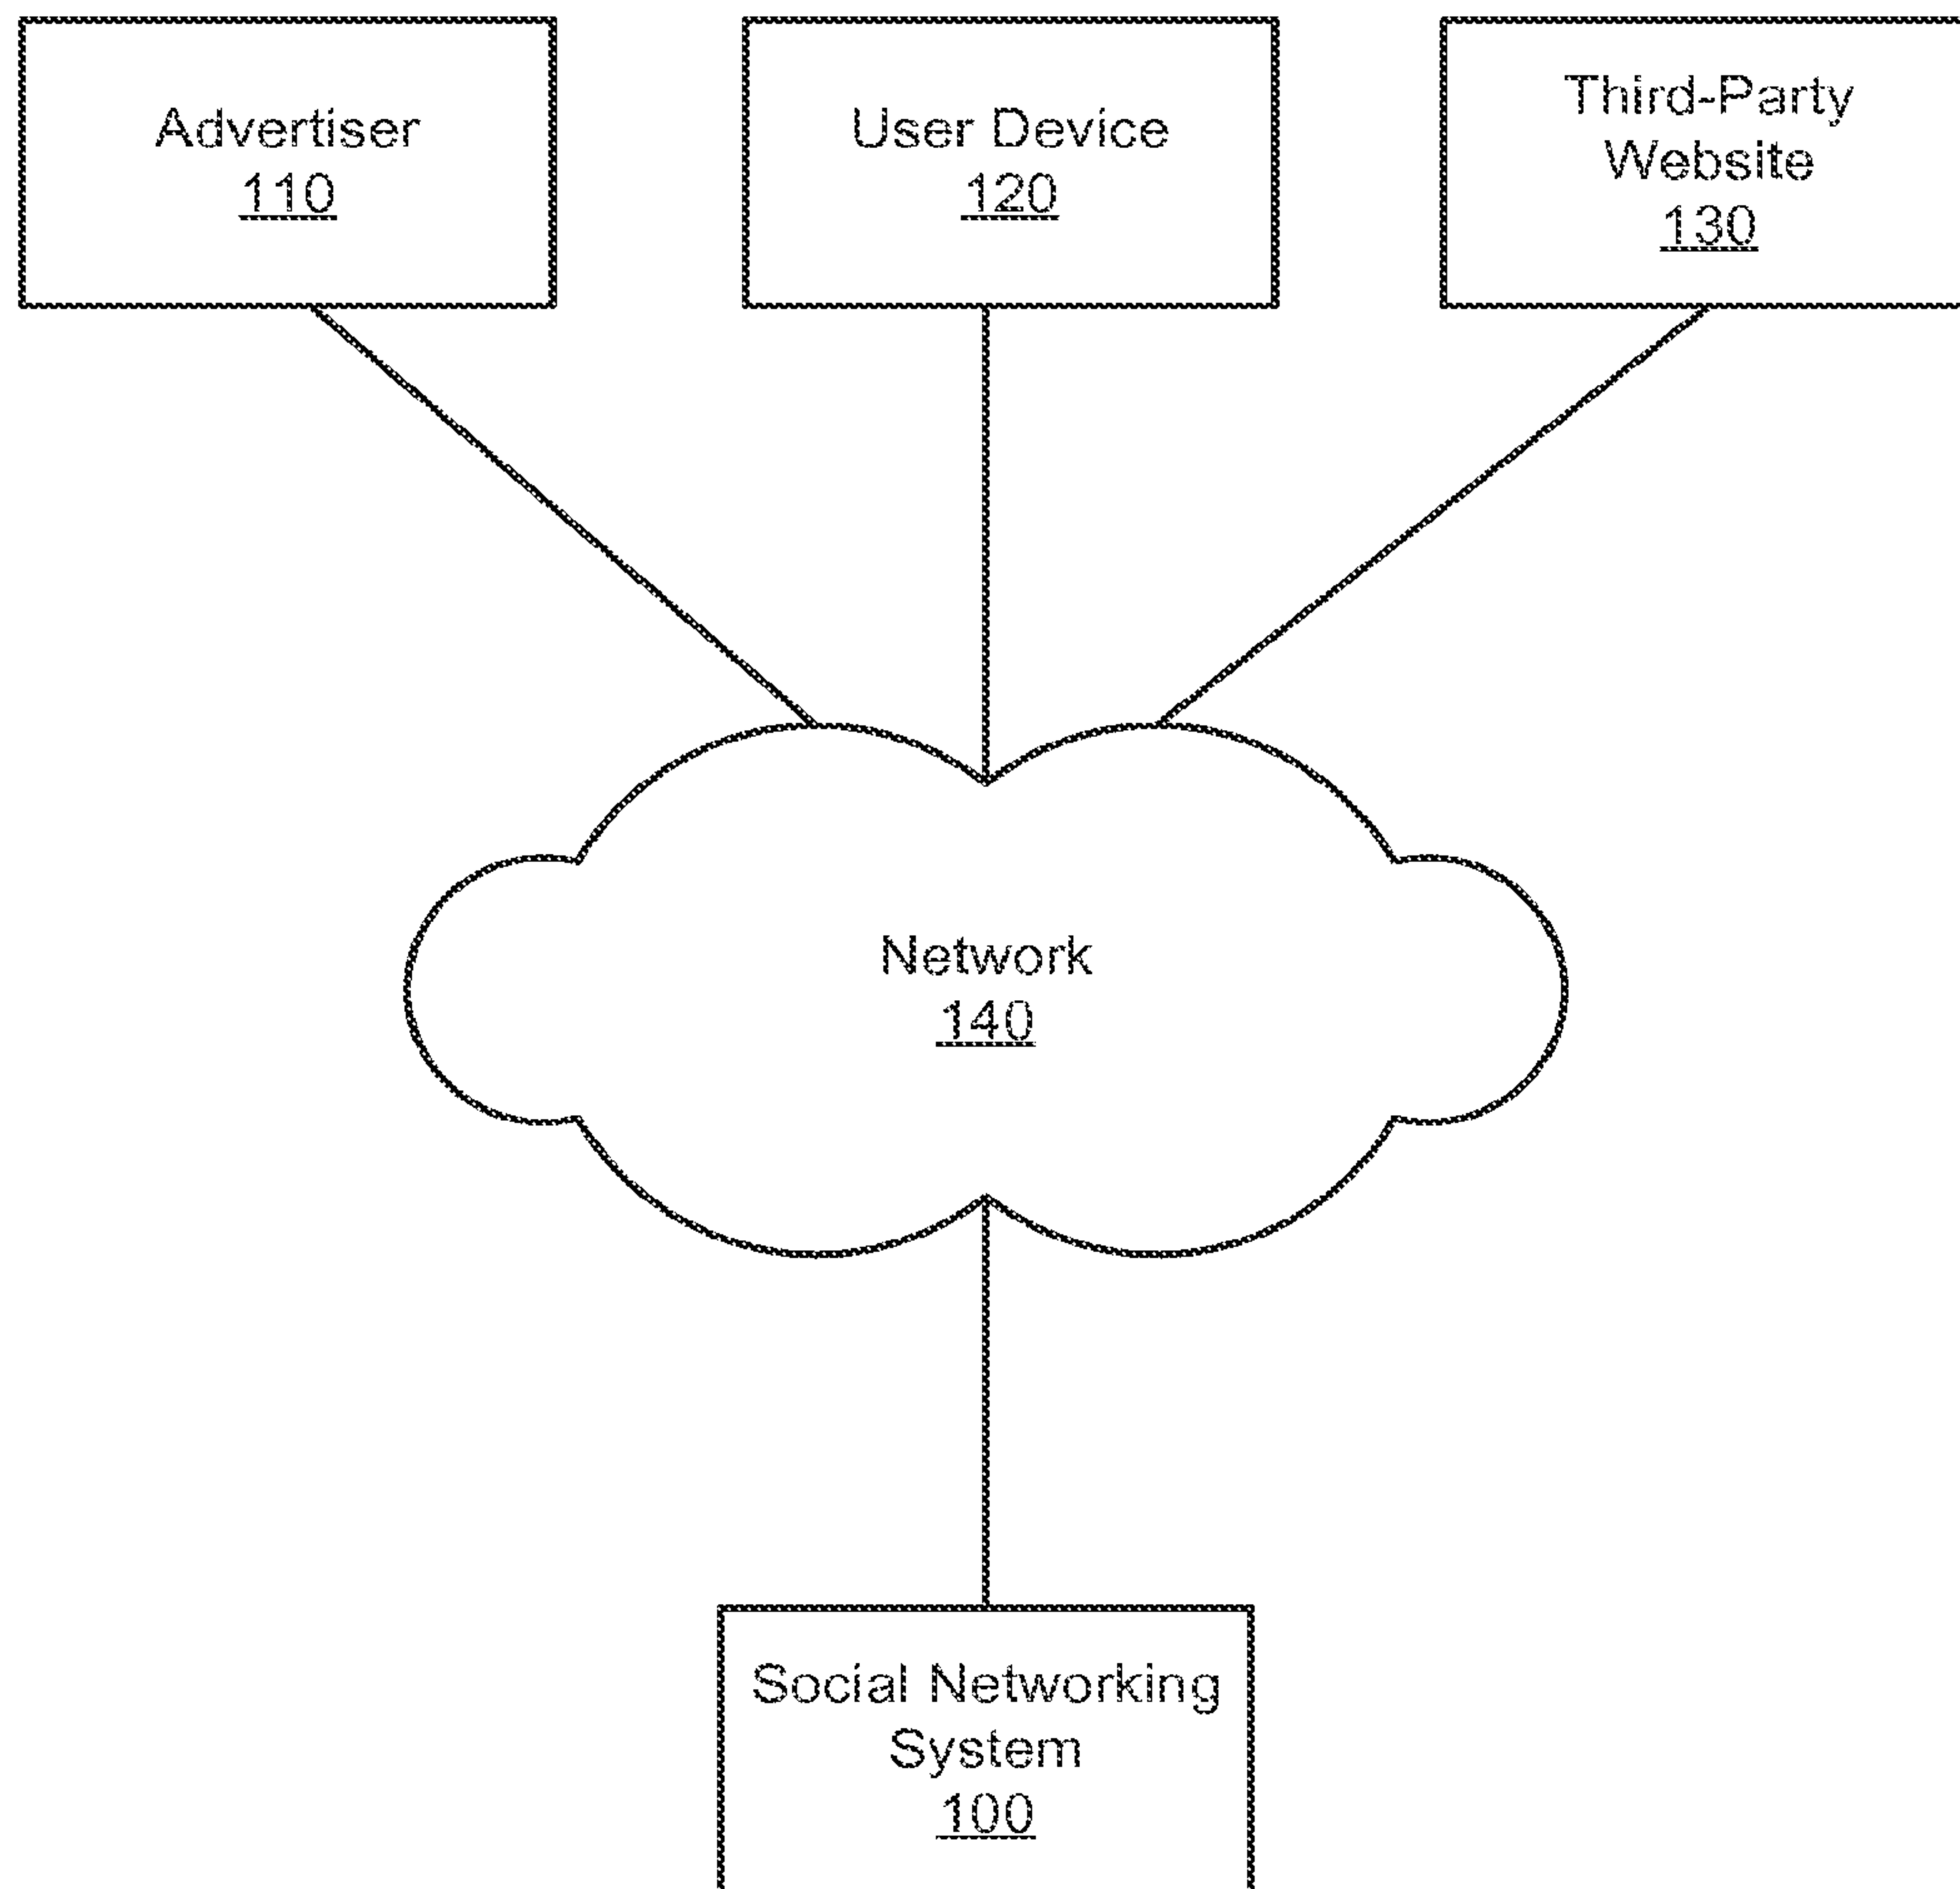 Advertiser
110
User Device
120
Third-Party
Website
130
Network
140
Social Networking
System
100